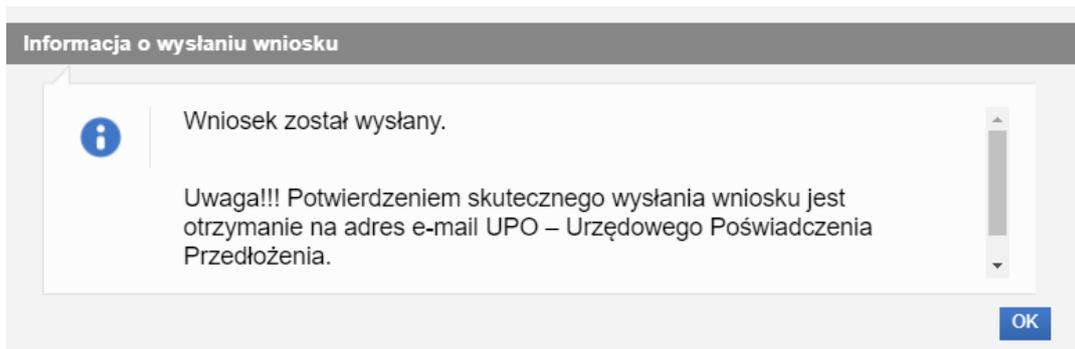 Informacja o wysłaniu wniosku
Wniosek został wysłany.
Uwaga!!! Potwierdzeniem skutecznego wysłania wniosku jest
otrzymanie na adres e-mail UPO – Urzędowego Poświadczenia
Przedłożenia.
OK